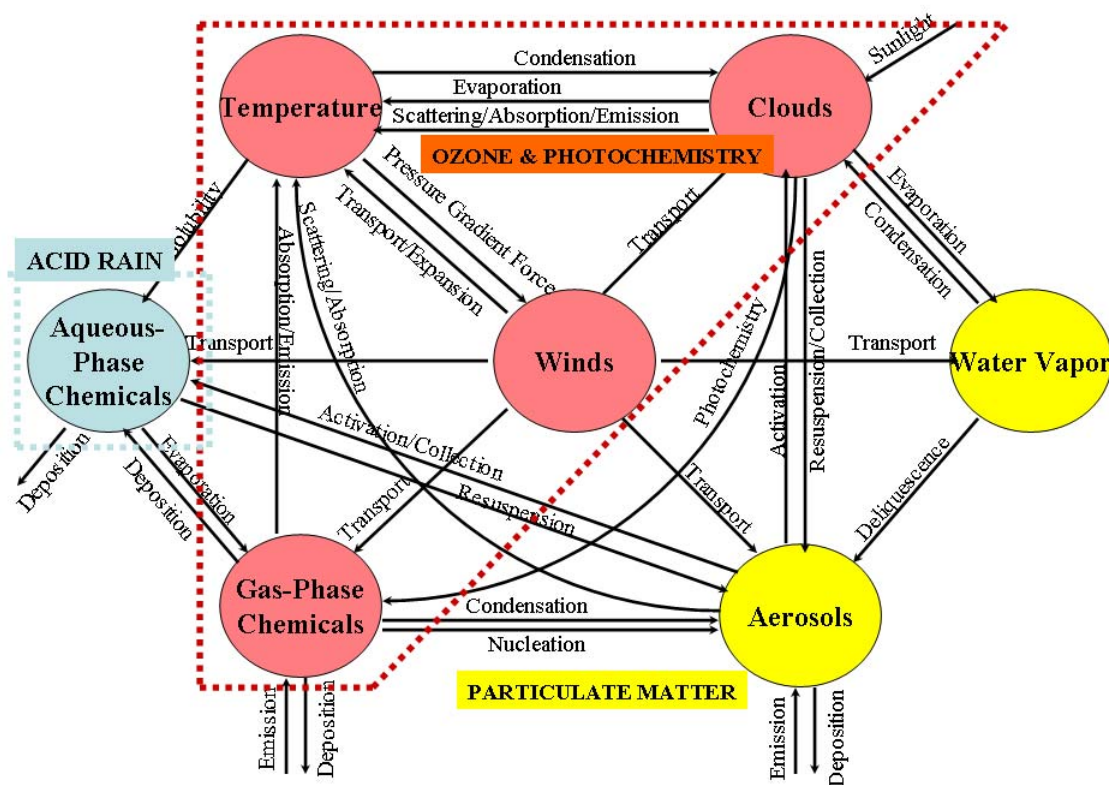 Sunlight
Condensation
Evaporation
Scattering/Absorption/Emission
Temperature
Clouds
OZONE & PHOTOCHEMISTRY
Pressure Gradient Force
Transport/Expansion
Transport
Evaporation
Condensation
Scattering/Absorption
Absorption/Emission
ACID RAIN
Aqueous-
Phase
Chemicals
Transport
Winds
Transport
Water Vapor
Photochemistry
Activation
Resuspension/Collection
Activation/Collection
Resuspension
Deposition
Evaporation
Deposition
Transport
Transport
Deliquescence
Gas-Phase
Chemicals
Condensation
Nucleation
Aerosols
PARTICULATE MATTER
Emission
Deposition
Emission
Deposition